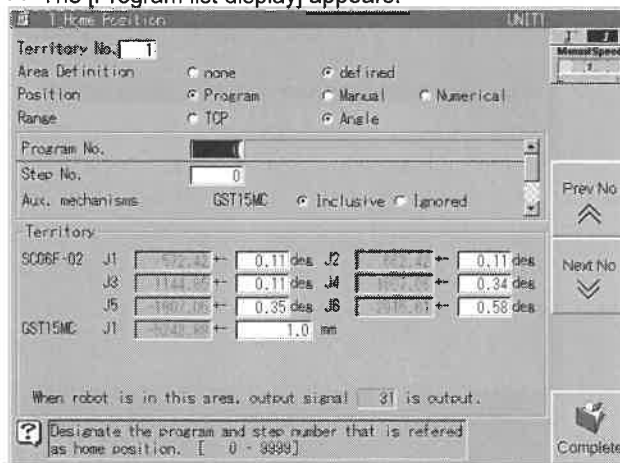 The [Program list display] appears.
1 Home Position UNIT1
Territory No. 1
Area Definition none defined
Position Program Manual Numerical
Range TCP Angle
Program No.
Step No. 0
Aux. mechanisms GST15MC Inclusive Ignored
Territory
SC06F-02 J1 +- 0.11 deg J2 +- 0.11 deg
J3 +- 0.11 deg J4 +- 0.34 deg
J5 +- 0.35 deg J6 +- 0.58 deg
GST15MC J1 +- 1.0 mm
When robot is in this area, output signal 31 is output.
Designate the program and step number that is refered
as home position. [ 0 - 9999]
Manual Speed
Prev No
Next No
Complete